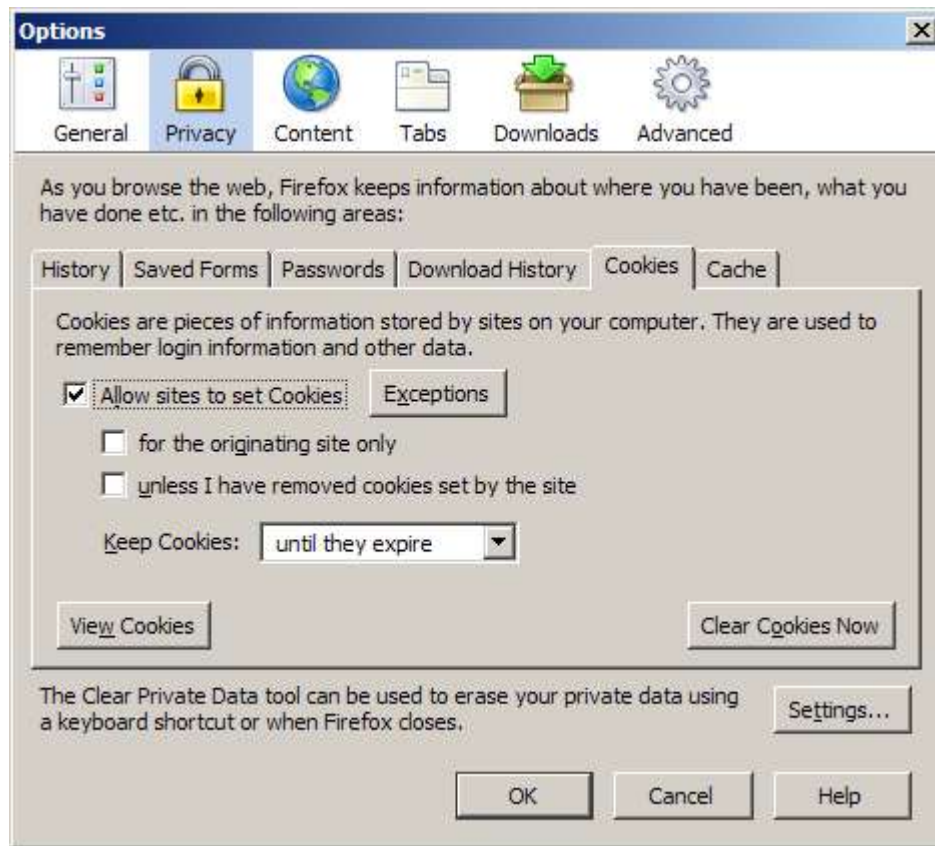 Options
General Privacy Content Tabs Downloads Advanced
As you browse the web, Firefox keeps information about where you have been, what you
have done etc. in the following areas:
History Saved Forms Passwords Download History Cookies Cache
Cookies are pieces of information stored by sites on your computer. They are used to
remember login information and other data.
Allow sites to set Cookies Exceptions
for the originating site only
unless I have removed cookies set by the site
Keep Cookies: until they expire
View Cookies Clear Cookies Now
The Clear Private Data tool can be used to erase your private data using
a keyboard shortcut or when Firefox closes.
Settings...
OK Cancel Help